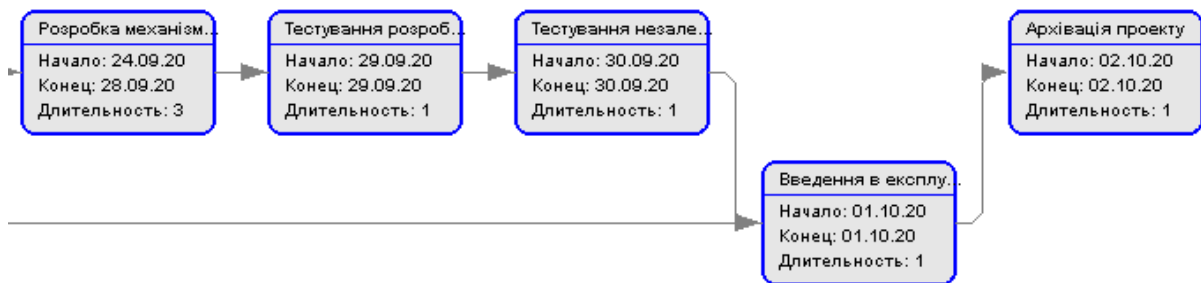 Розробка механізм...
Начало: 24.09.20
Конец: 28.09.20
Длительность: 3
Тестування розроб...
Начало: 29.09.20
Конец: 29.09.20
Длительность: 1
Тестування незале...
Начало: 30.09.20
Конец: 30.09.20
Длительность: 1
Введення в експлу...
Начало: 01.10.20
Конец: 01.10.20
Длительность: 1
Архівація проекту
Начало: 02.10.20
Конец: 02.10.20
Длительность: 1